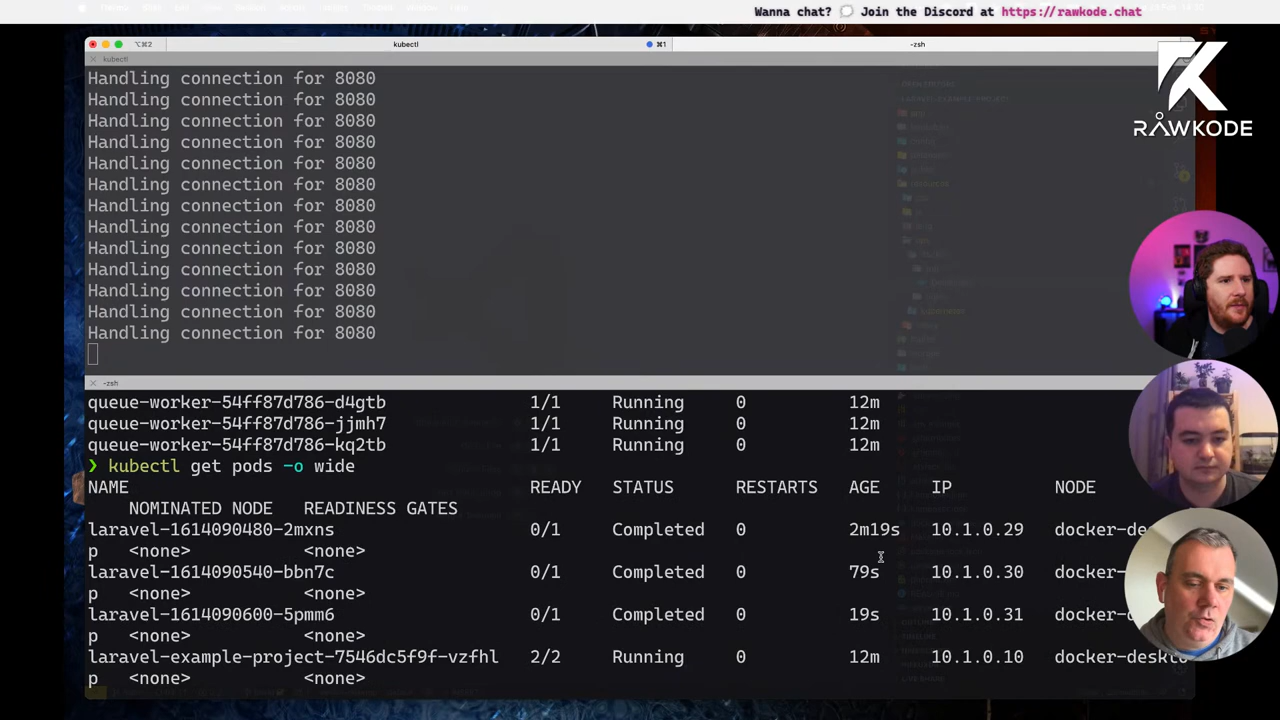 Wanna chat? 💬 Join the Discord at https://rawkode.chat
⌥⌘2
kubectl
⌘1
-zsh
RAWKODE
kubectl
Handling connection for 8080
Handling connection for 8080
Handling connection for 8080
Handling connection for 8080
Handling connection for 8080
Handling connection for 8080
Handling connection for 8080
Handling connection for 8080
Handling connection for 8080
Handling connection for 8080
Handling connection for 8080
Handling connection for 8080
Handling connection for 8080
-zsh
queue-worker-54ff87d786-d4gtb 1/1 Running 0 12m
queue-worker-54ff87d786-jjmh7 1/1 Running 0 12m
queue-worker-54ff87d786-kq2tb 1/1 Running 0 12m
❯ kubectl get pods -o wide
NAME READY STATUS RESTARTS AGE IP NODE
NOMINATED NODE READINESS GATES
laravel-1614090480-2mxns 0/1 Completed 0 2m19s 10.1.0.29 docker-de
p <none> <none>
laravel-1614090540-bbn7c 0/1 Completed 0 79s 10.1.0.30 docker-
p <none> <none>
laravel-1614090600-5pmm6 0/1 Completed 0 19s 10.1.0.31 docker-
p <none> <none>
laravel-example-project-7546dc5f9f-vzfhl 2/2 Running 0 12m 10.1.0.10 docker-deskto
p <none> <none>